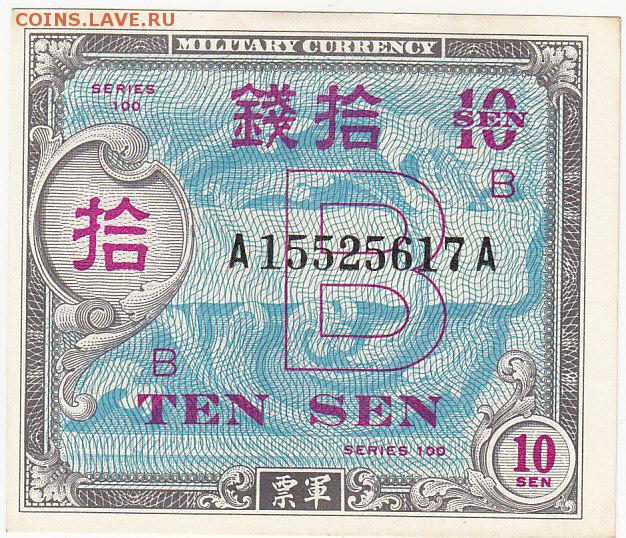 COINS.LAVE.RU
MILITARY CURRENCY
SERIES
100
錢拾
10
SEN
B
拾
B
A15525617A
B
TEN SEN
SERIES 100
10
SEN
票軍